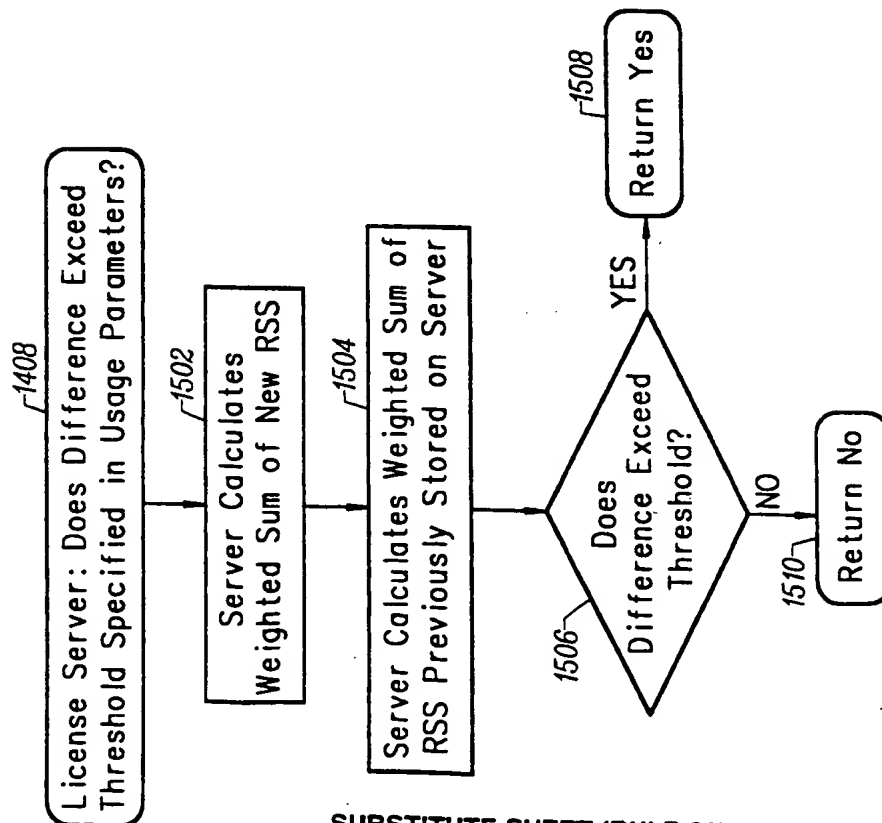 1408
License Server: Does Difference Exceed
Threshold Specified in Usage Parameters?
1502
Server Calculates
Weighted Sum of New RSS
1504
Server Calculates Weighted Sum of
RSS Previously Stored on Server
1506
Does
Difference Exceed
Threshold?
YES
1508
Return Yes
NO
1510
Return No
SUBSTITUTE SHEET